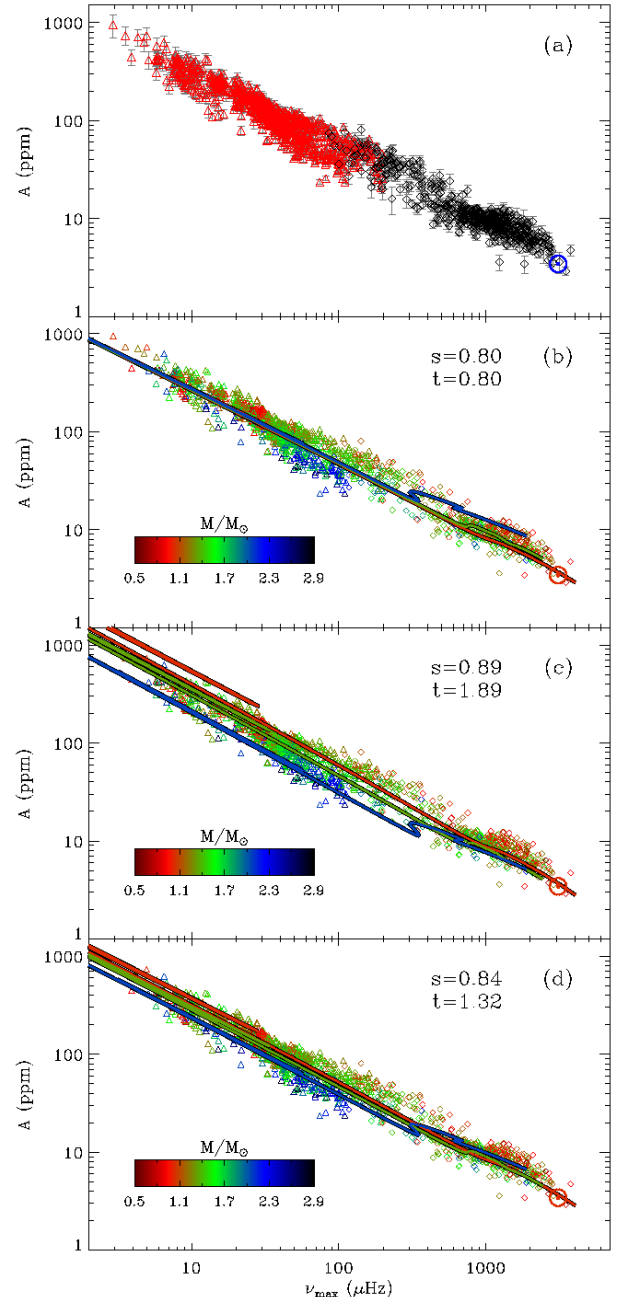 (a)
1000
100
10
1
A (ppm)
(b)
s=0.80
t=0.80
1000
100
10
1
A (ppm)
M/M⊙
0.5 1.1 1.7 2.3 2.9
(c)
s=0.89
t=1.89
1000
100
10
1
A (ppm)
M/M⊙
0.5 1.1 1.7 2.3 2.9
(d)
s=0.84
t=1.32
1000
100
10
1
A (ppm)
M/M⊙
0.5 1.1 1.7 2.3 2.9
10 100 1000
νmax (μHz)